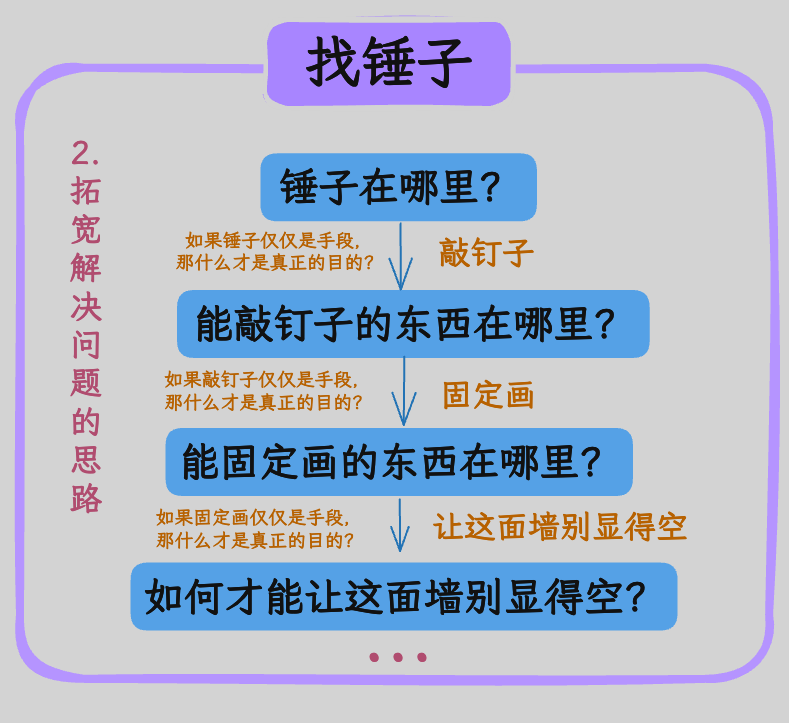 找锤子
2.拓宽解决问题的思路
锤子在哪里?
如果锤子仅仅是手段,
那什么才是真正的目的?
敲钉子
能敲钉子的东西在哪里?
如果敲钉子仅仅是手段,
那什么才是真正的目的?
固定画
能固定画的东西在哪里?
如果固定画仅仅是手段,
那什么才是真正的目的?
让这面墙别显得空
如何才能让这面墙别显得空?
...